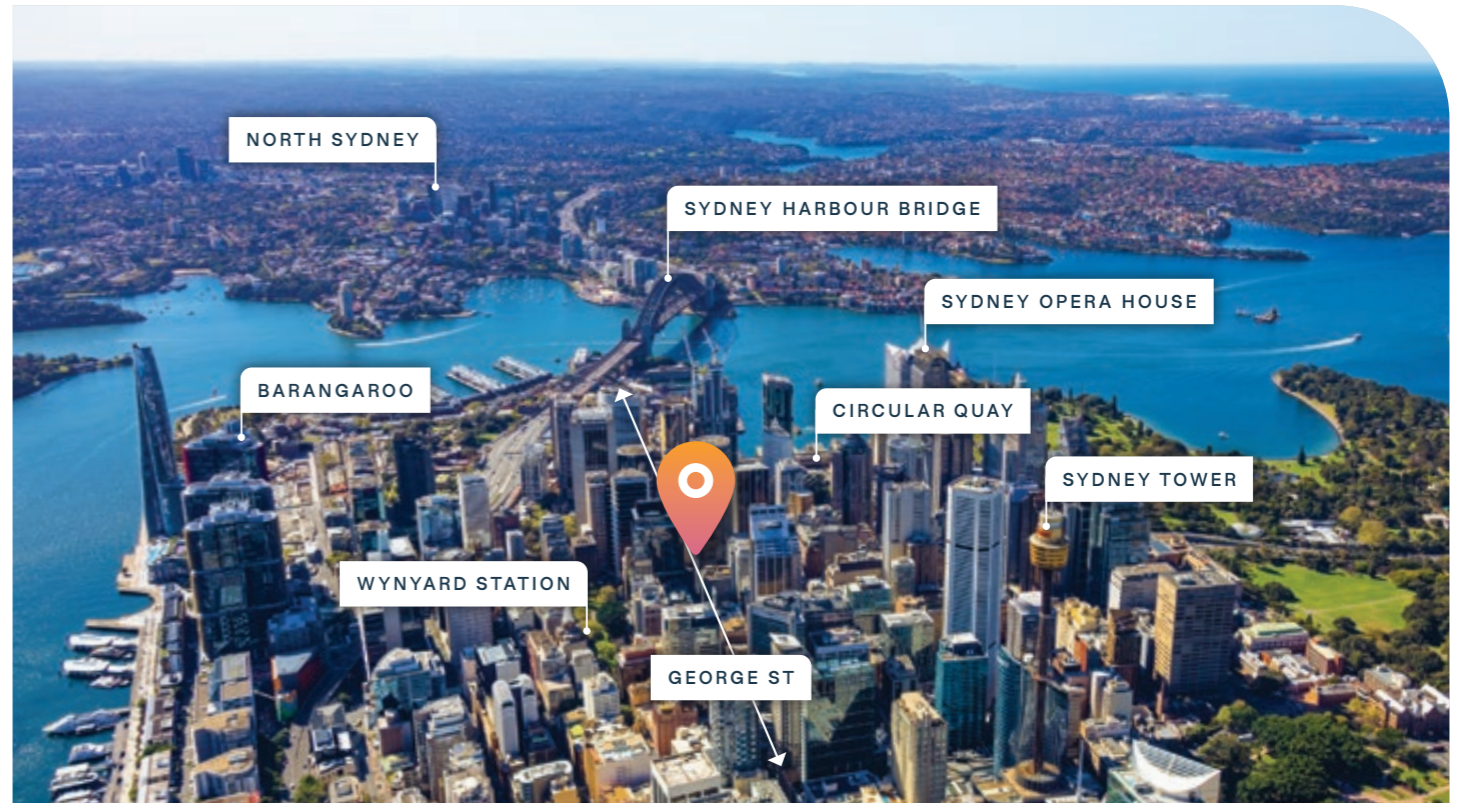 NORTH SYDNEY
SYDNEY HARBOUR BRIDGE
SYDNEY OPERA HOUSE
BARANGAROO
CIRCULAR QUAY
SYDNEY TOWER
WYNYARD STATION
GEORGE ST